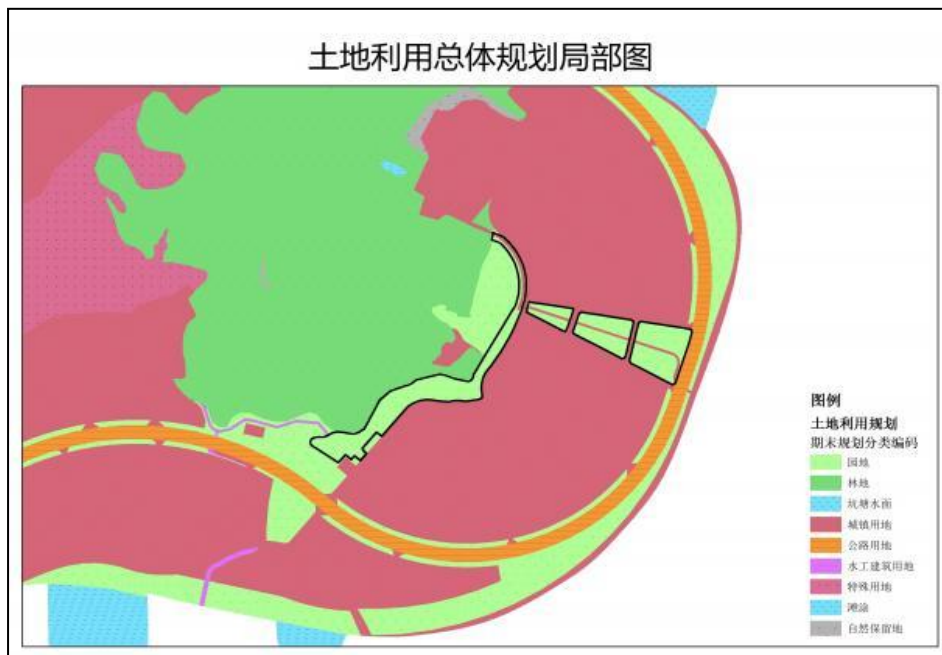 土地利用总体规划局部图
图例
土地利用规划
期末规划分类编码
园地
林地
坑塘水面
城镇用地
公路用地
水工建筑用地
特殊用地
滩涂
自然保留地